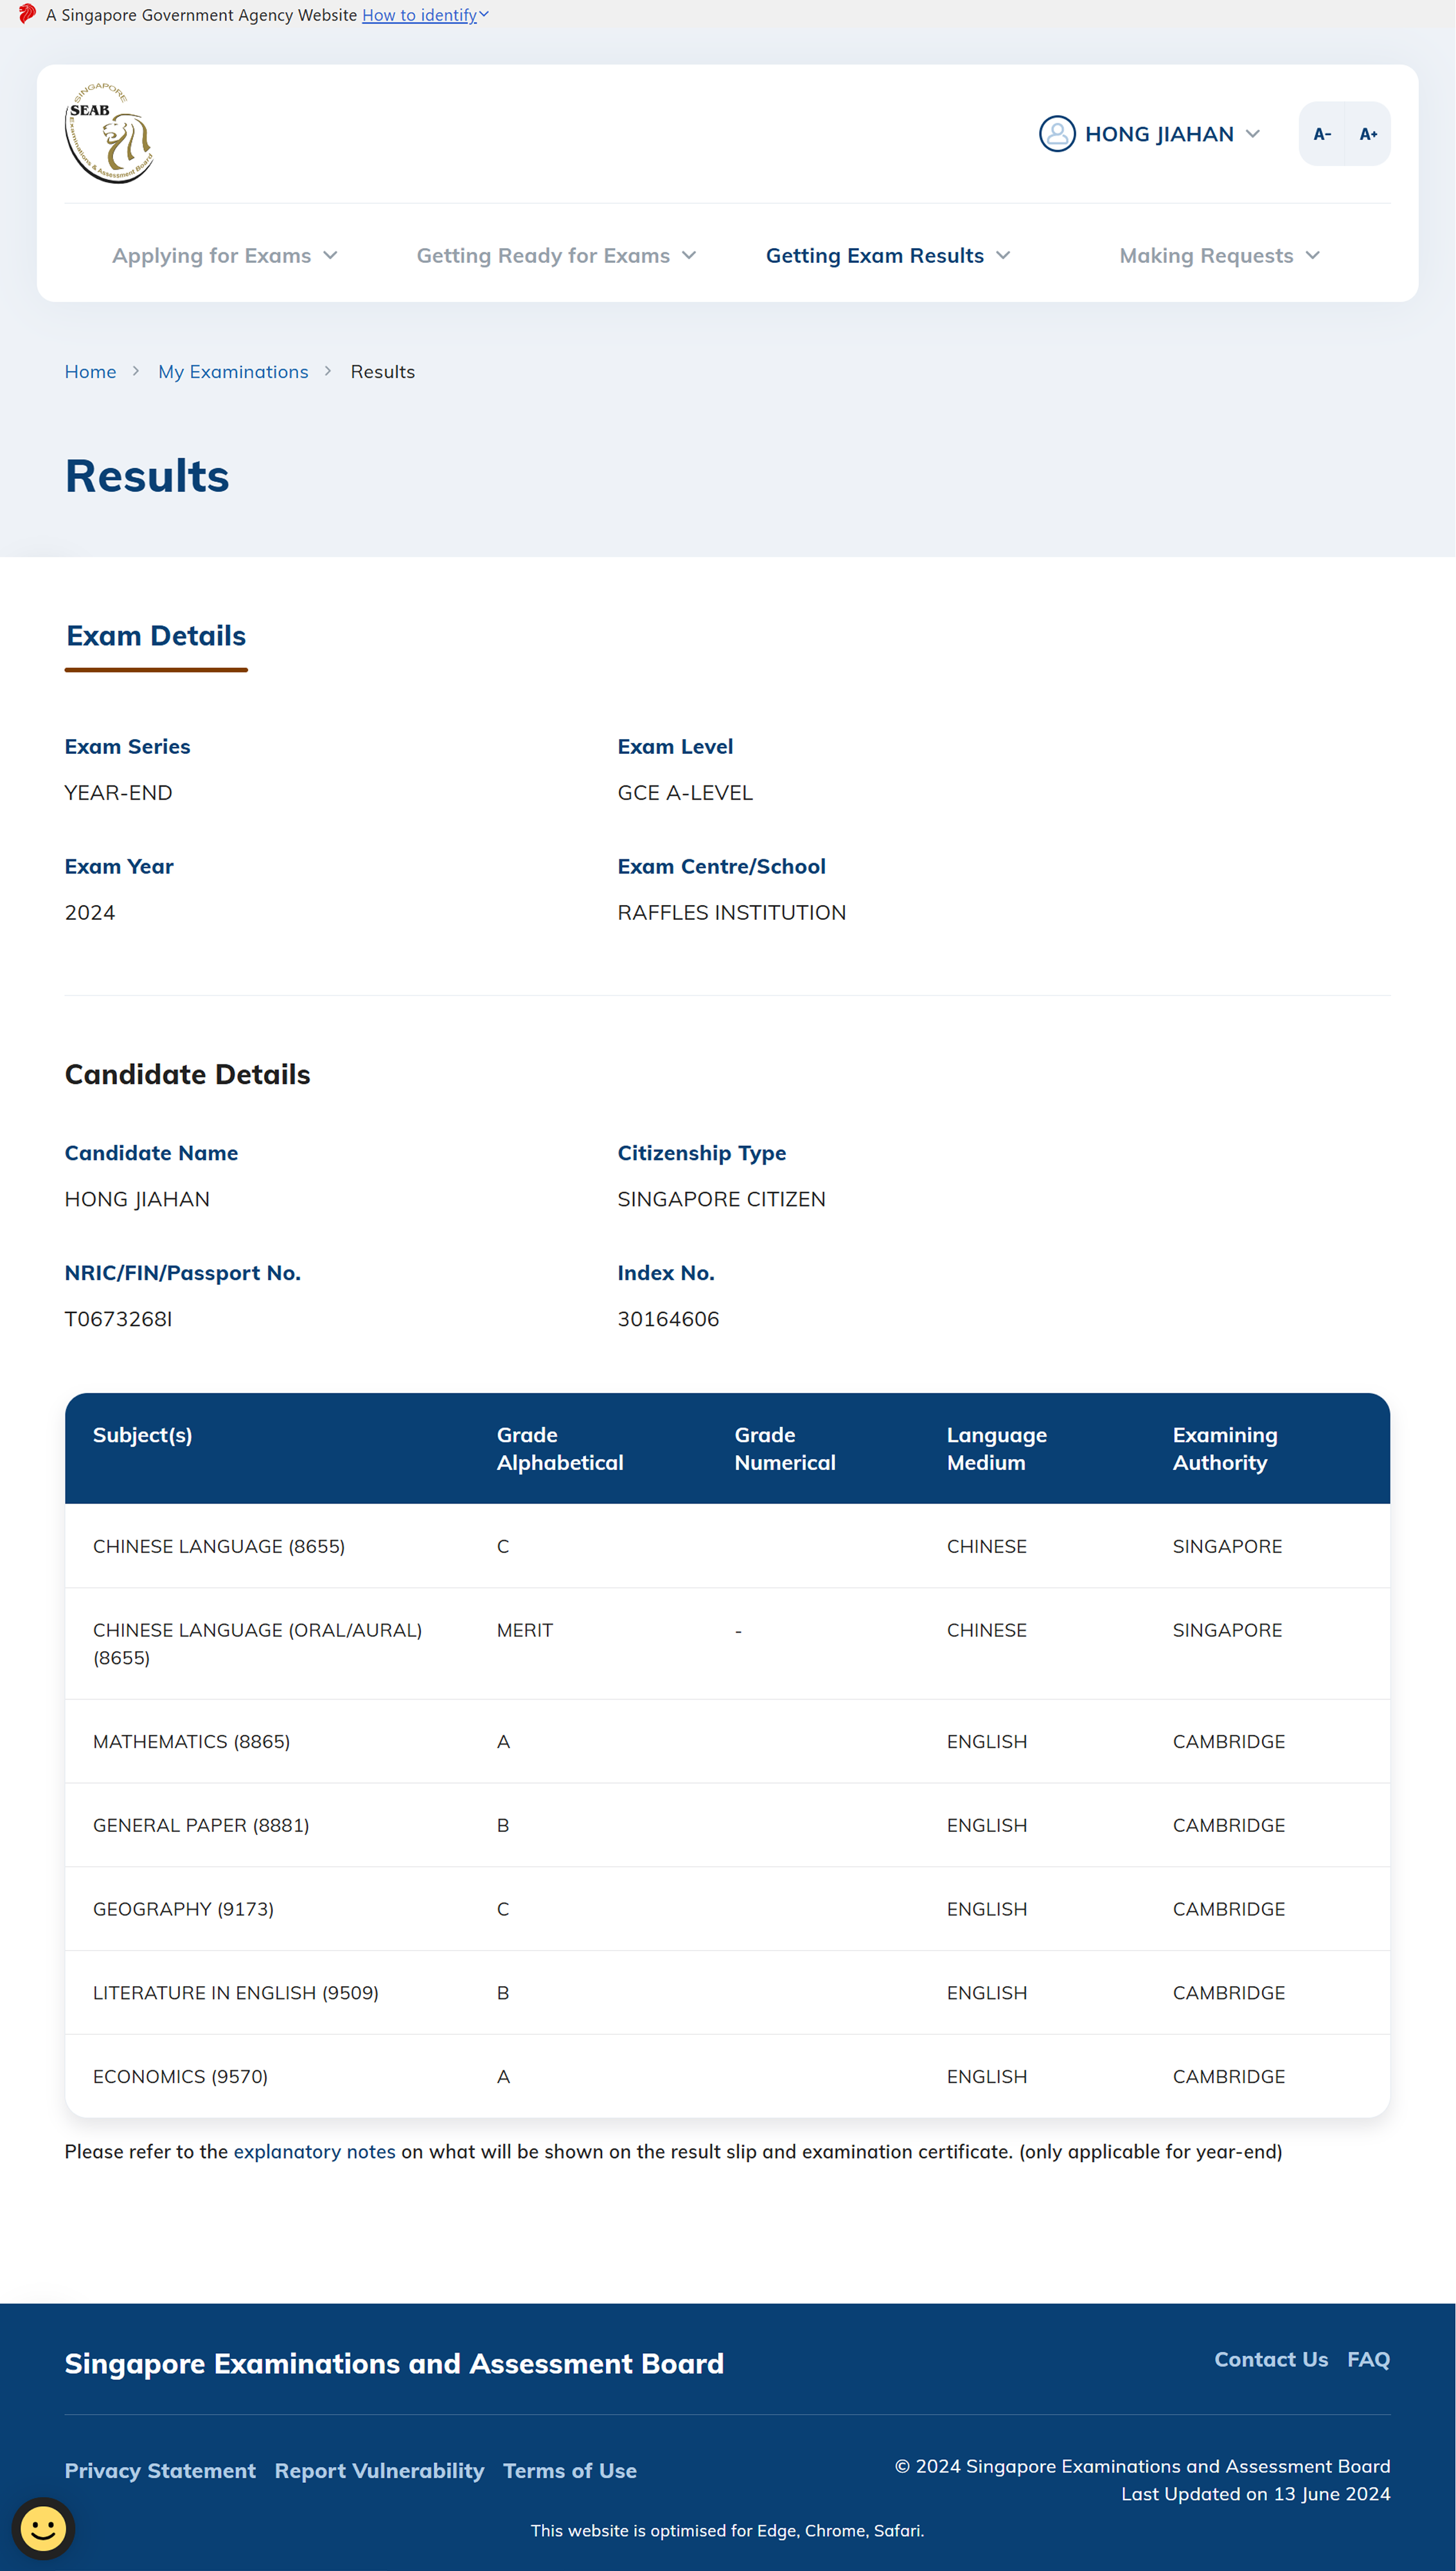 A Singapore Government Agency Website How to identify
SINGAPORE
SEAB
Examinations & Assessment Board
HONG JIAHAN
A- A+
Applying for Exams Getting Ready for Exams Getting Exam Results Making Requests
Home > My Examinations > Results
Results
Exam Details
Exam Series Exam Level
YEAR-END GCE A-LEVEL
Exam Year Exam Centre/School
2024 RAFFLES INSTITUTION
Candidate Details
Candidate Name Citizenship Type
HONG JIAHAN SINGAPORE CITIZEN
NRIC/FIN/Passport No. Index No.
T0673268I 30164606
Subject(s) Grade Alphabetical Grade Numerical Language Medium Examining Authority
CHINESE LANGUAGE (8655) C CHINESE SINGAPORE
CHINESE LANGUAGE (ORAL/AURAL) (8655) MERIT - CHINESE SINGAPORE
MATHEMATICS (8865) A ENGLISH CAMBRIDGE
GENERAL PAPER (8881) B ENGLISH CAMBRIDGE
GEOGRAPHY (9173) C ENGLISH CAMBRIDGE
LITERATURE IN ENGLISH (9509) B ENGLISH CAMBRIDGE
ECONOMICS (9570) A ENGLISH CAMBRIDGE
Please refer to the explanatory notes on what will be shown on the result slip and examination certificate. (only applicable for year-end)
Singapore Examinations and Assessment Board Contact Us FAQ
Privacy Statement Report Vulnerability Terms of Use
© 2024 Singapore Examinations and Assessment Board
Last Updated on 13 June 2024
This website is optimised for Edge, Chrome, Safari.